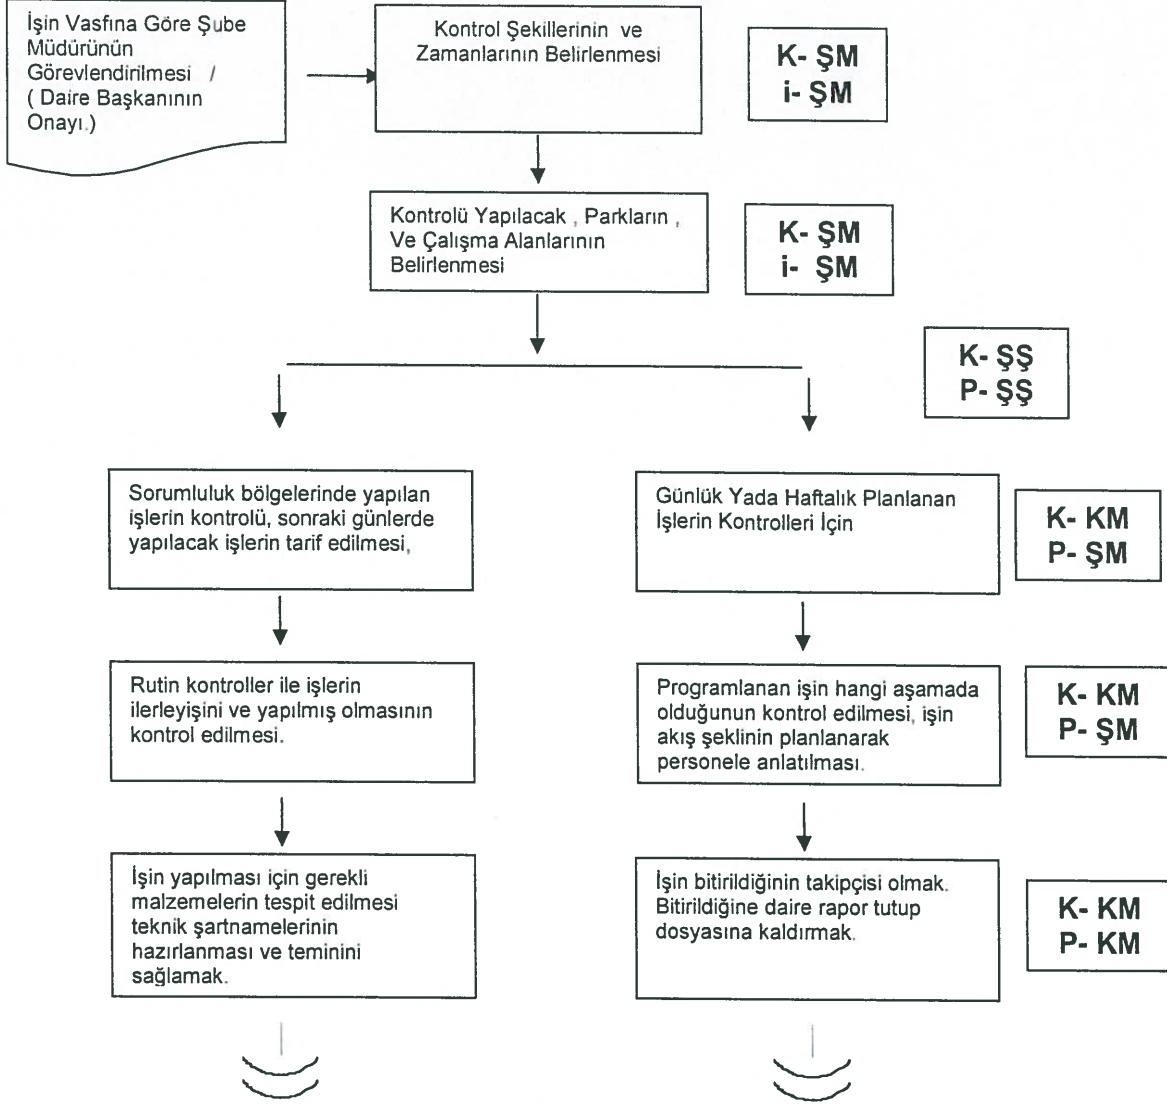 İşin Vasfına Göre Şube
Müdürünün
Görevlendirilmesi /
( Daire Başkanının
Onayı.)
Kontrol Şekillerinin ve
Zamanlarının Belirlenmesi
K- ŞM
i- ŞM
Kontrolü Yapılacak , Parkların ,
Ve Çalışma Alanlarının
Belirlenmesi
K- ŞM
i- ŞM
K- ŞŞ
P- ŞŞ
Sorumluluk bölgelerinde yapılan
işlerin kontrolü, sonraki günlerde
yapılacak işlerin tarif edilmesi,
Günlük Yada Haftalık Planlanan
İşlerin Kontrolleri İçin
K- KM
P- ŞM
Rutin kontroller ile işlerin
ilerleyişini ve yapılmış olmasının
kontrol edilmesi.
Programlanan işin hangi aşamada
olduğunun kontrol edilmesi, işin
akış şeklinin planlanarak
personele anlatılması.
K- KM
P- ŞM
İşin yapılması için gerekli
malzemelerin tespit edilmesi
teknik şartnamelerinin
hazırlanması ve teminini
sağlamak.
İşin bitirildiğinin takipçisi olmak.
Bitirildiğine daire rapor tutup
dosyasına kaldırmak.
K- KM
P- KM